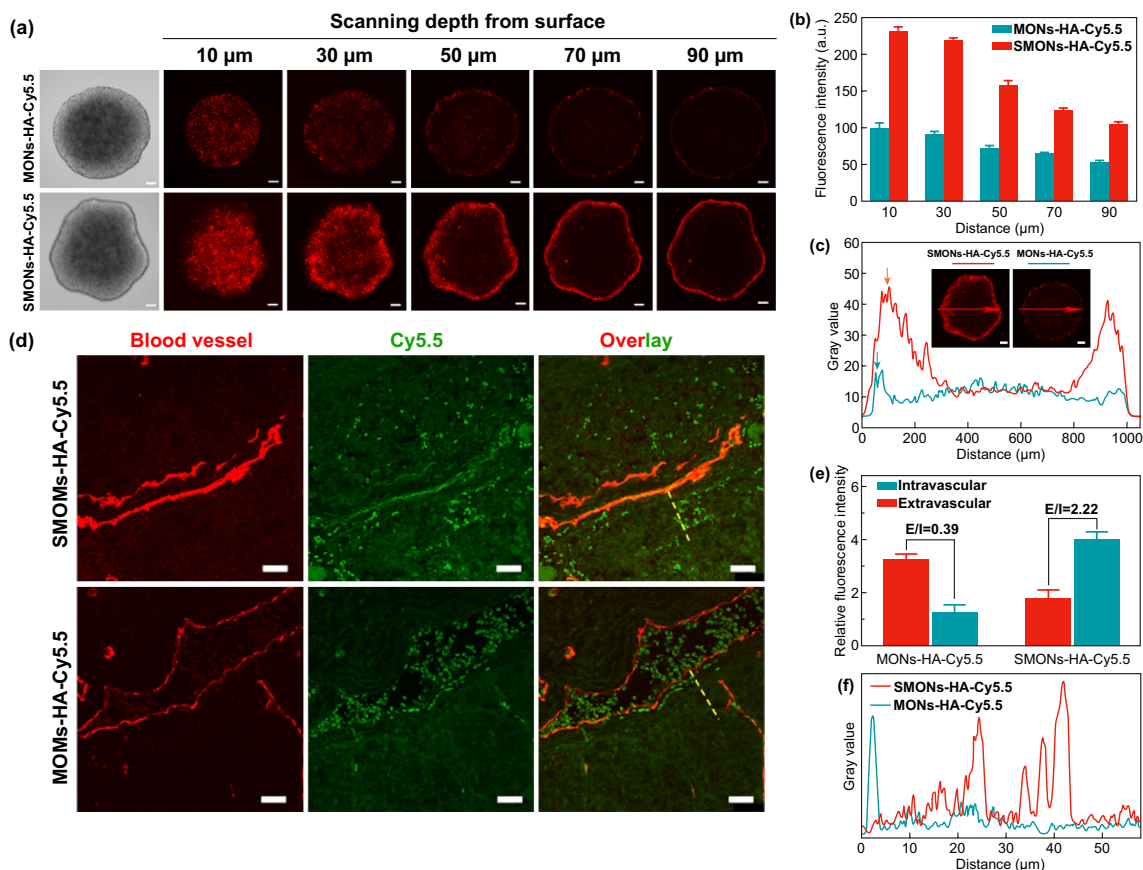 (a)
Scanning depth from surface
10 µm 30 µm 50 µm 70 µm 90 µm
MONs-HA-Cy5.5
SMONs-HA-Cy5.5
(b)
MONs-HA-Cy5.5
SMONs-HA-Cy5.5
Fluorescence intensity (a.u.)
250
200
150
100
50
0
10 30 50 70 90
Distance (µm)
(c)
Gray value
60
50
40
30
20
10
0
SMONs-HA-Cy5.5 MONs-HA-Cy5.5
0 200 400 600 800 1000
Distance (µm)
(d)
Blood vessel Cy5.5 Overlay
SMOMs-HA-Cy5.5
MOMs-HA-Cy5.5
(e)
Intravascular
Extravascular
Relative fluorescence intensity
6
4
2
0
E/I=0.39
E/I=2.22
MONs-HA-Cy5.5 SMONs-HA-Cy5.5
(f)
SMONs-HA-Cy5.5
MONs-HA-Cy5.5
Gray value
0 10 20 30 40 50
Distance (µm)